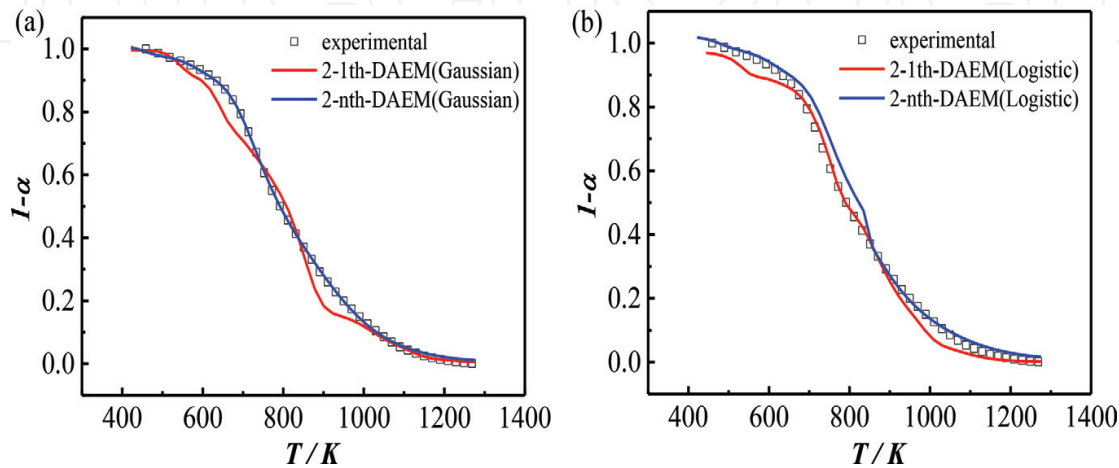 (a)
experimental
2-1th-DAEM(Gaussian)
2-nth-DAEM(Gaussian)
1-α
1.0
0.8
0.6
0.4
0.2
0.0
400 600 800 1000 1200 1400
T / K
(b)
experimental
2-1th-DAEM(Logistic)
2-nth-DAEM(Logistic)
1-α
1.0
0.8
0.6
0.4
0.2
0.0
400 600 800 1000 1200 1400
T / K